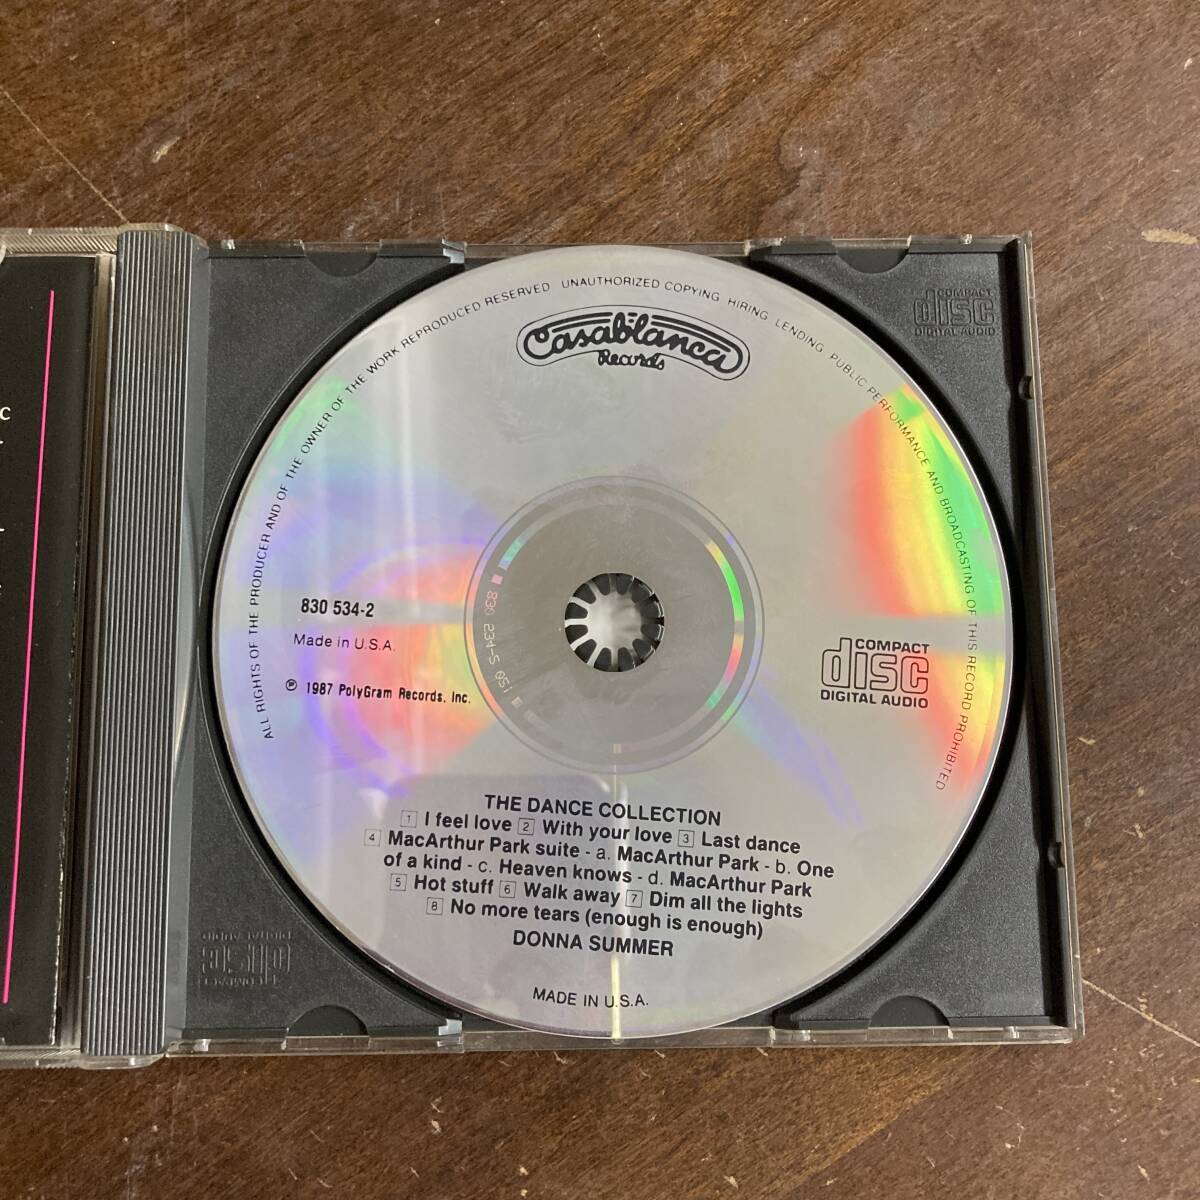 ALL RIGHTS OF THE PRODUCER AND OF THE OWNER OF THE WORK REPRODUCED RESERVED UNAUTHORIZED COPYING HIRING LENDING PUBLIC PERFORMANCE AND BROADCASTING OF THIS RECORD PROHIBITED
Casablanca
Records
COMPACT
disc
DIGITAL AUDIO
830 534-2
Made in U.S.A.
℗ 1987 PolyGram Records, Inc.
COMPACT
disc
DIGITAL AUDIO
THE DANCE COLLECTION
1 I feel love 2 With your love 3 Last dance
4 MacArthur Park suite - a. MacArthur Park - b. One
of a kind - c. Heaven knows - d. MacArthur Park
5 Hot stuff 6 Walk away 7 Dim all the lights
8 No more tears (enough is enough)
DONNA SUMMER
MADE IN U.S.A.
COMPACT
disc
DIGITAL AUDIO